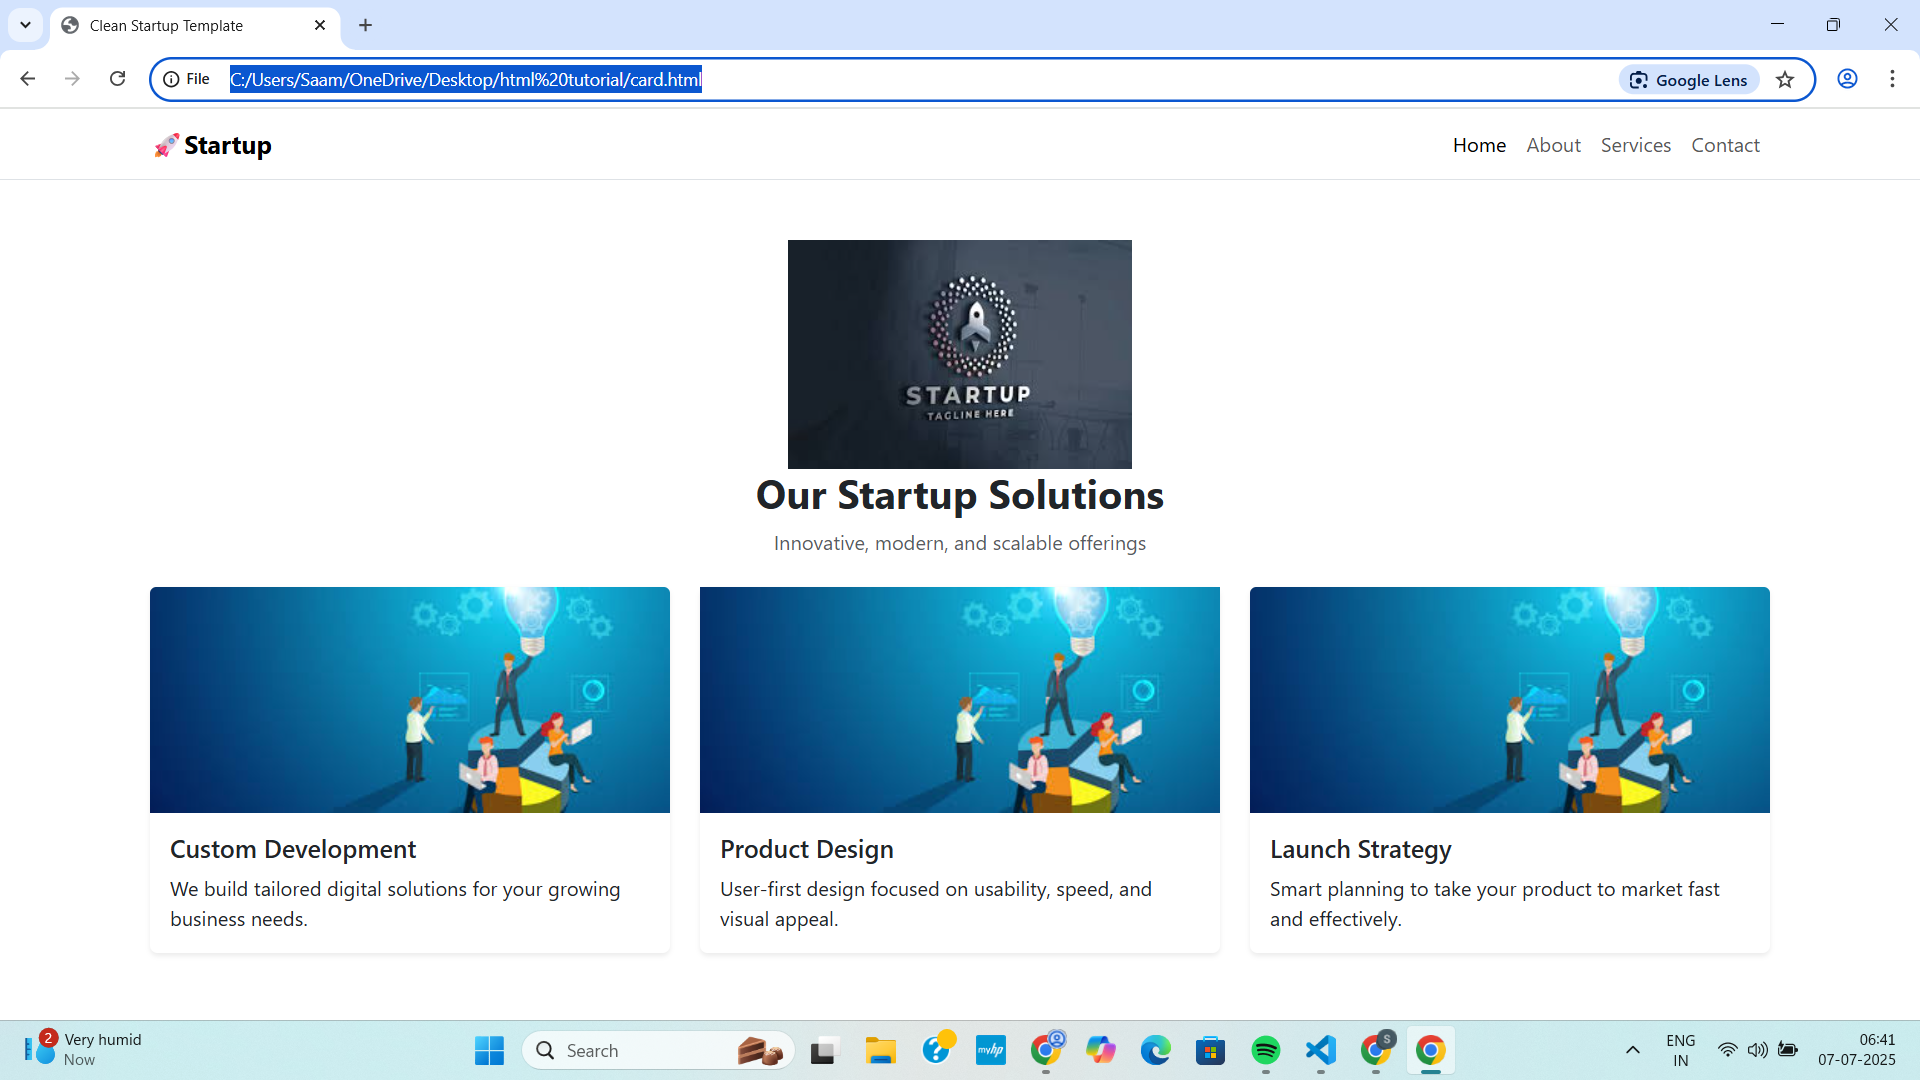 Clean Startup Template
File
C:/Users/Saam/OneDrive/Desktop/html%20tutorial/card.html
Google Lens
🚀 Startup
Home
About
Services
Contact
STARTUP
TAGLINE HERE
Our Startup Solutions
Innovative, modern, and scalable offerings
Custom Development
We build tailored digital solutions for your growing
business needs.
Product Design
User-first design focused on usability, speed, and
visual appeal.
Launch Strategy
Smart planning to take your product to market fast
and effectively.
2
Very humid
Now
Search
myhp
S
ENG
IN
06:41
07-07-2025